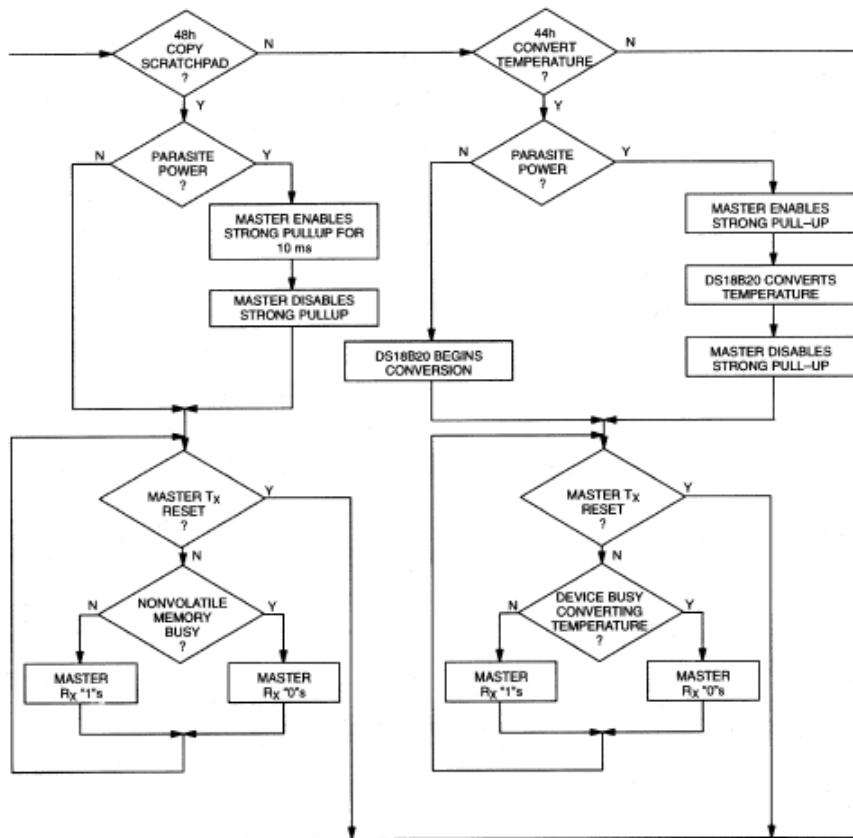 48h
COPY
SCRATCHPAD
?
N
Y
44h
CONVERT
TEMPERATURE
?
N
Y
N
PARASITE
POWER
?
Y
MASTER ENABLES
STRONG PULLUP FOR
10 ms
MASTER DISABLES
STRONG PULLUP
N
PARASITE
POWER
?
Y
MASTER ENABLES
STRONG PULL–UP
DS18B20 CONVERTS
TEMPERATURE
MASTER DISABLES
STRONG PULL–UP
DS18B20 BEGINS
CONVERSION
MASTER TX
RESET
?
Y
N
N
NONVOLATILE
MEMORY
BUSY
?
Y
MASTER
RX "1"s
MASTER
RX "0"s
MASTER TX
RESET
?
Y
N
N
DEVICE BUSY
CONVERTING
TEMPERATURE
?
Y
MASTER
RX "1"s
MASTER
RX "0"s